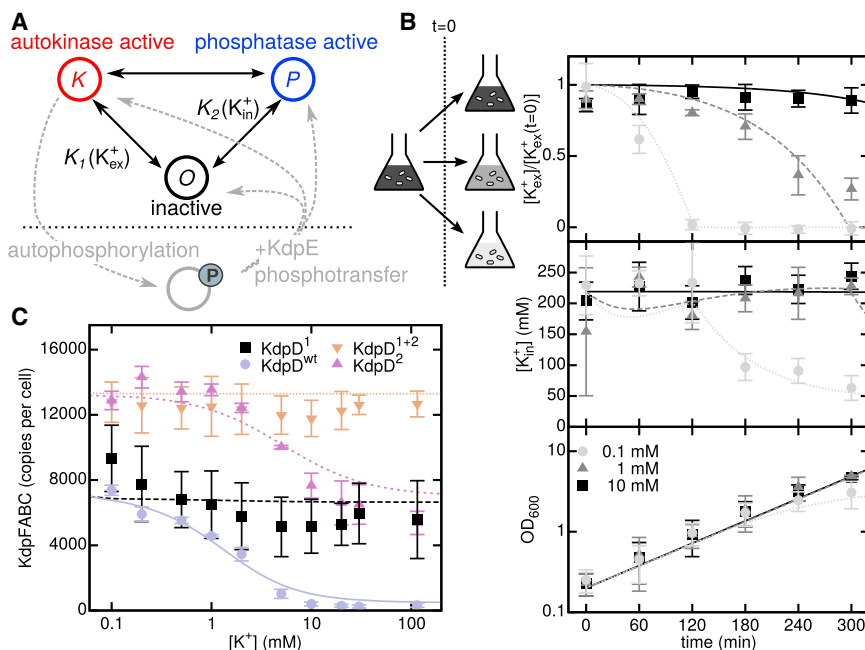 A
autokinase active
phosphatase active
K
P
K₂(K⁺in)
K₁(K⁺ex)
O
inactive
autophosphorylation
+KdpE
phosphotransfer
P
B
t=0
[K⁺ex]/[K⁺ex(t=0)]
1
0.5
0
[K⁺in] (mM)
200
150
100
50
0
OD600
10
1
0.1
0.1 mM
1 mM
10 mM
0 60 120 180 240 300
time (min)
C
KdpFABC (copies per cell)
16000
12000
8000
4000
0
KdpD¹
KdpDʷᵗ
KdpD¹⁺²
KdpD²
0.1 1 10 100
[K⁺] (mM)